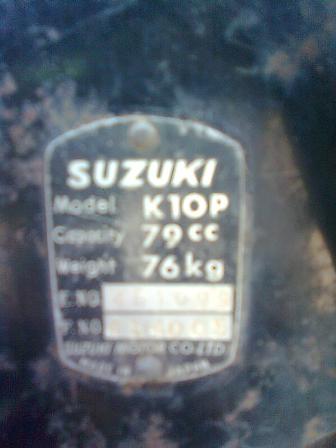 SUZUKI
Model K10P
Capacity 79cc
Weight 76kg
E.NO.
F.NO.
SUZUKI MOTOR CO LTD
MADE IN JAPAN